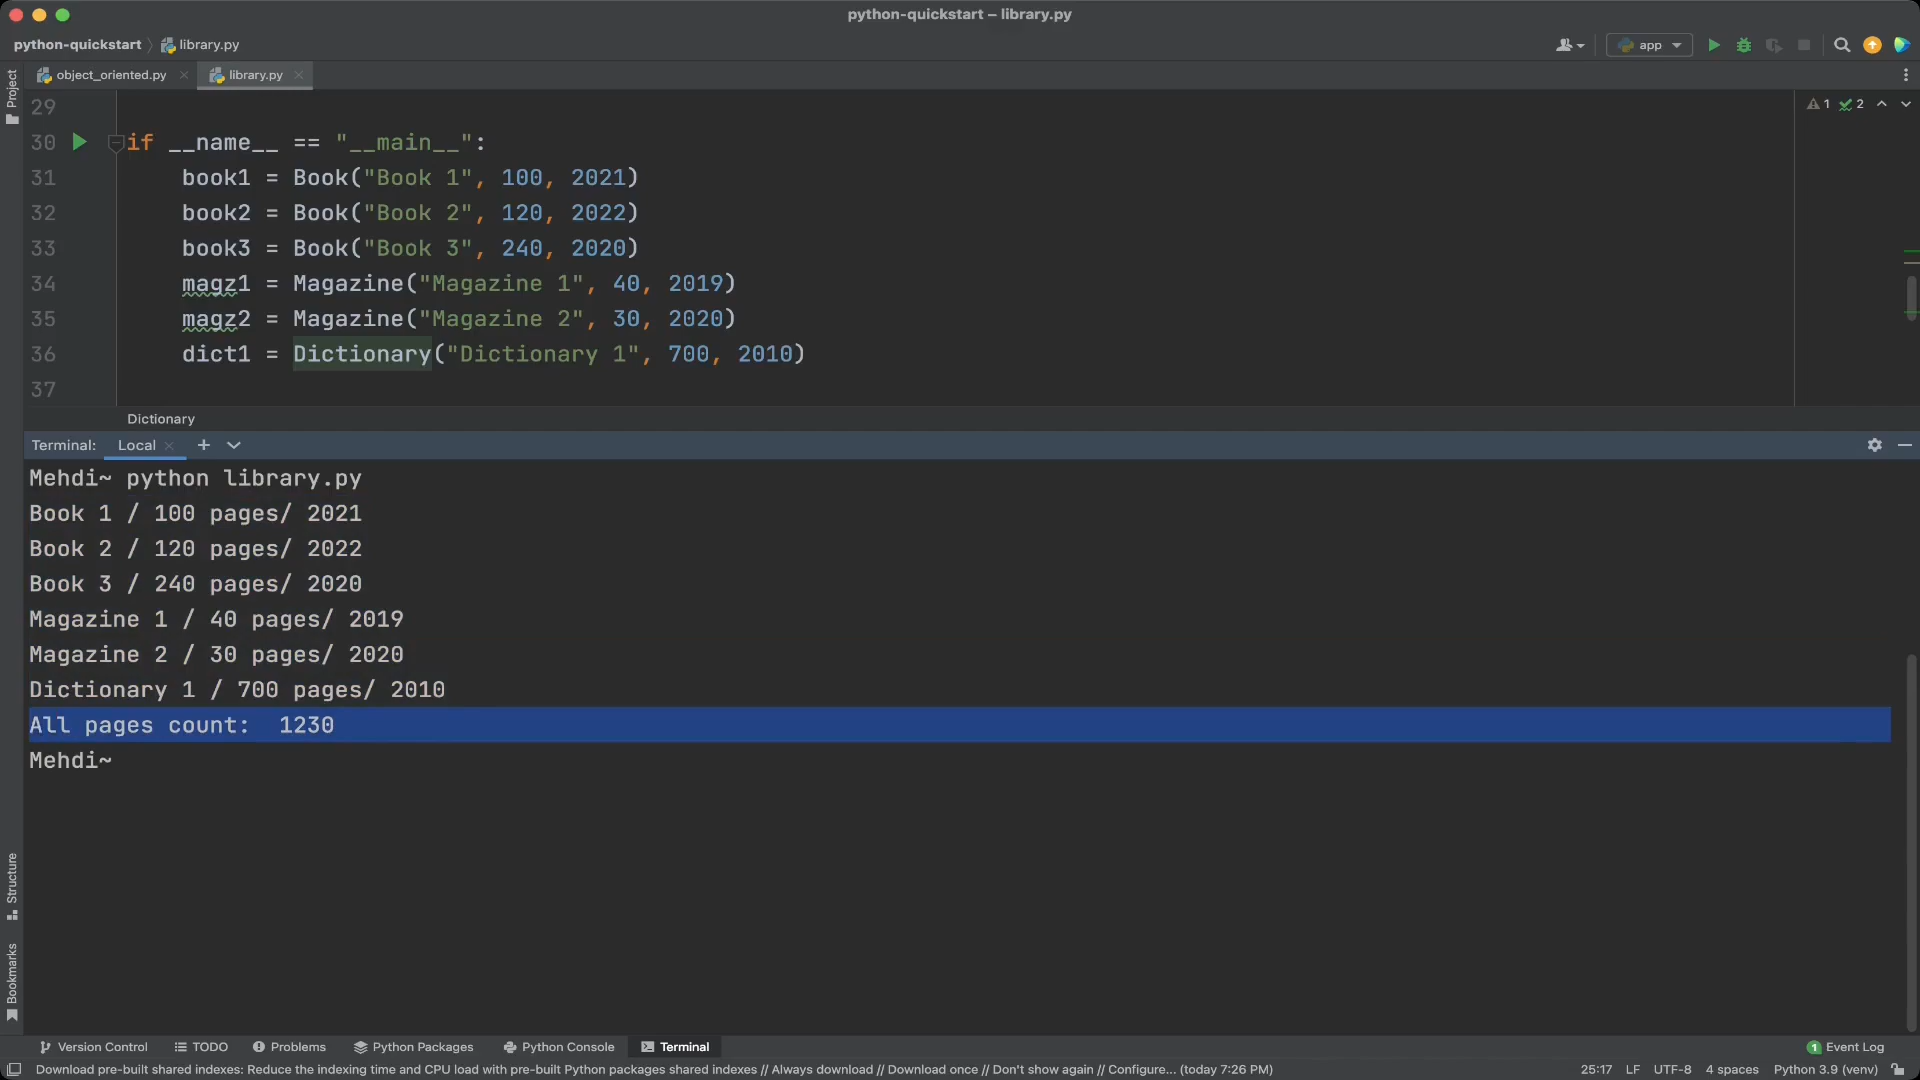 python-quickstart – library.py
python-quickstart library.py
app
object_oriented.py library.py
Project
29
1 2
30 if __name__ == "__main__":
31 book1 = Book("Book 1", 100, 2021)
32 book2 = Book("Book 2", 120, 2022)
33 book3 = Book("Book 3", 240, 2020)
34 magz1 = Magazine("Magazine 1", 40, 2019)
35 magz2 = Magazine("Magazine 2", 30, 2020)
36 dict1 = Dictionary("Dictionary 1", 700, 2010)
37
Dictionary
Terminal: Local
Mehdi~ python library.py
Book 1 / 100 pages/ 2021
Book 2 / 120 pages/ 2022
Book 3 / 240 pages/ 2020
Magazine 1 / 40 pages/ 2019
Magazine 2 / 30 pages/ 2020
Dictionary 1 / 700 pages/ 2010
All pages count:  1230
Mehdi~
Structure
Bookmarks
Version Control TODO Problems Python Packages Python Console Terminal 1 Event Log
Download pre-built shared indexes: Reduce the indexing time and CPU load with pre-built Python packages shared indexes // Always download // Download once // Don't show again // Configure... (today 7:26 PM) 25:17 LF UTF-8 4 spaces Python 3.9 (venv)